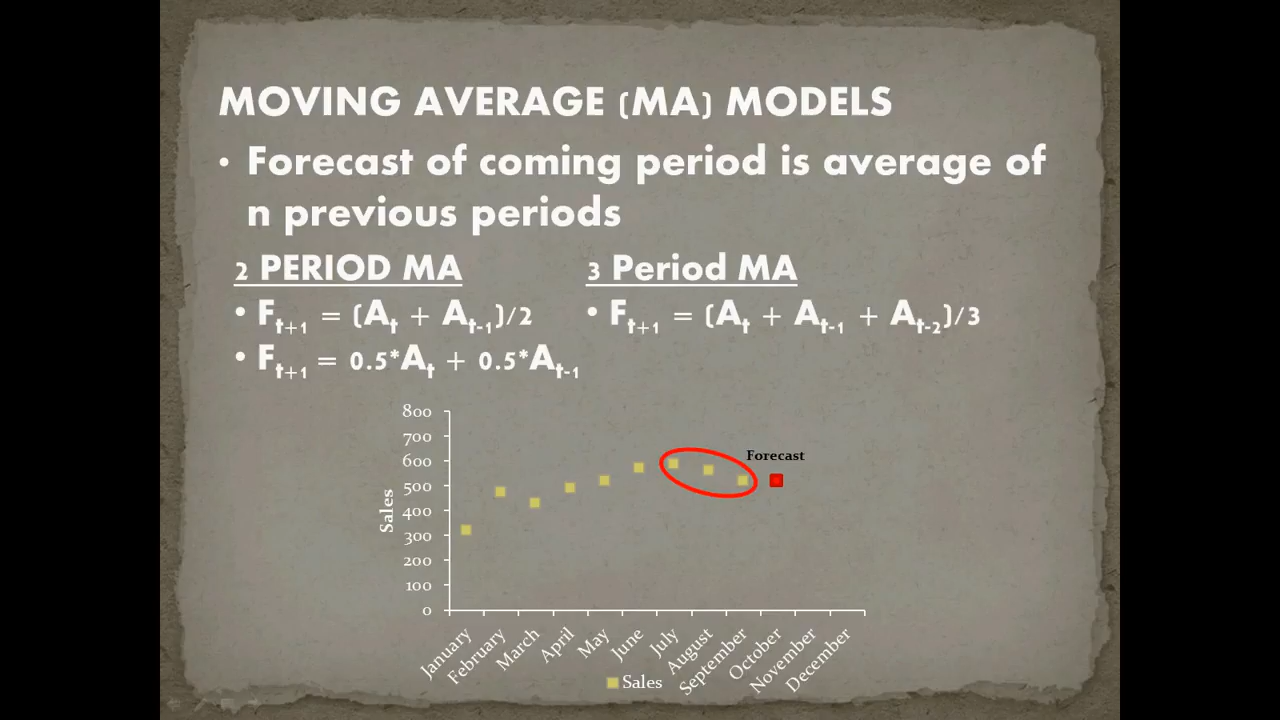 MOVING AVERAGE (MA) MODELS
• Forecast of coming period is average of
n previous periods
2 PERIOD MA
• Ft+1 = (At + At-1)/2
• Ft+1 = 0.5*At + 0.5*At-1
3 Period MA
• Ft+1 = (At + At-1 + At-2)/3
800
700
600
500
400
300
200
100
0
Sales
Forecast
January
February
March
April
May
June
July
August
September
October
November
December
Sales